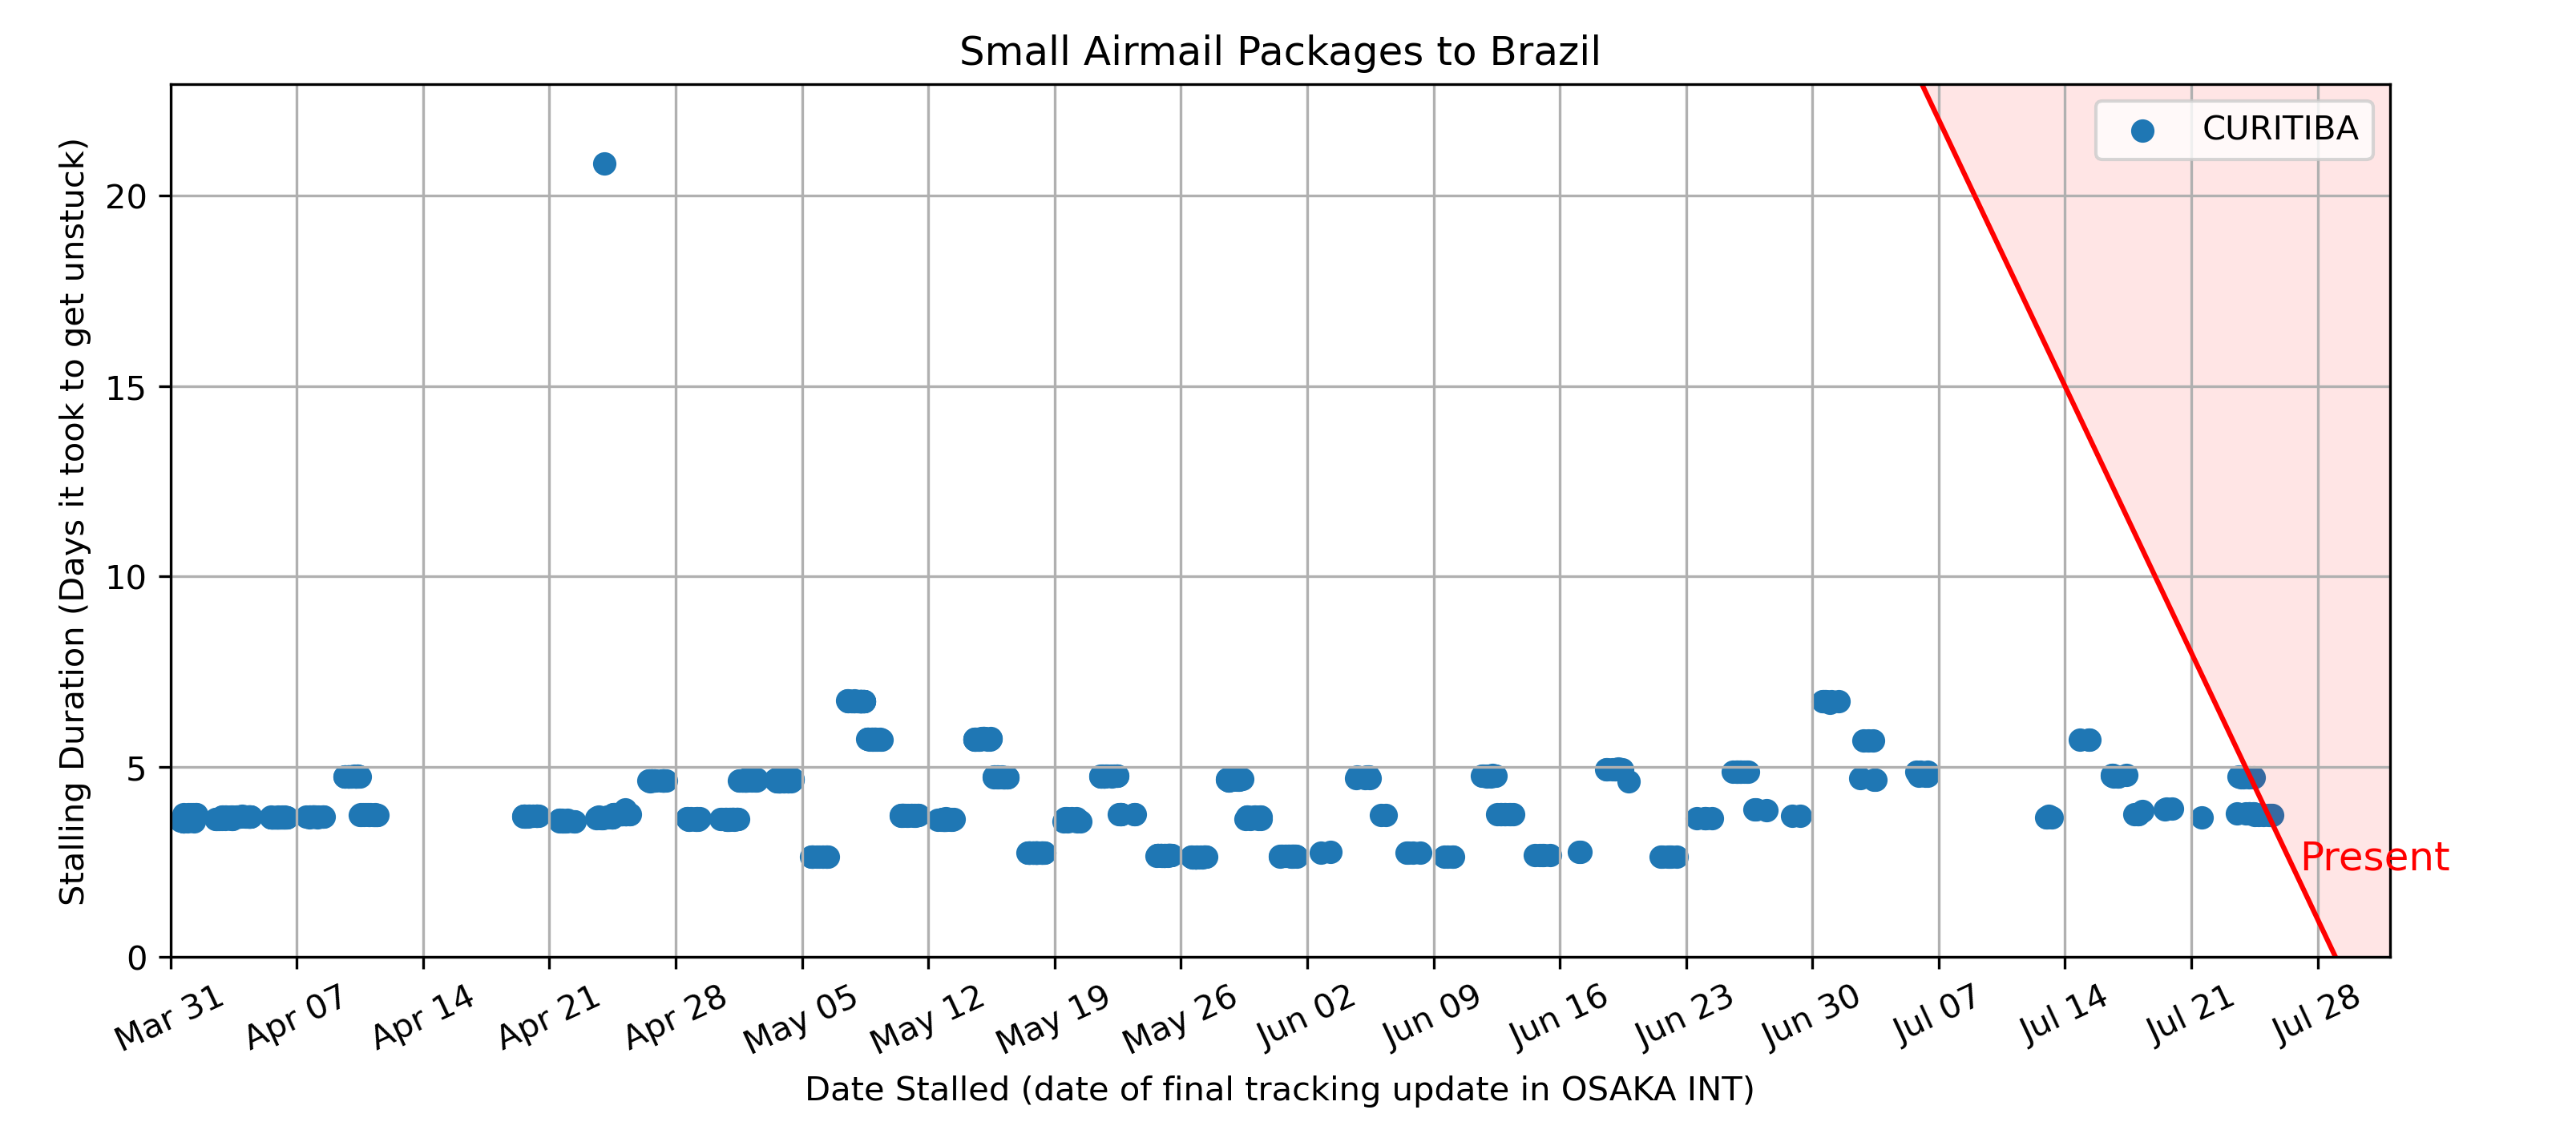 Small Airmail Packages to Brazil
CURITIBA
Stalling Duration (Days it took to get unstuck)
20
15
10
5
0
Present
Mar 31
Apr 07
Apr 14
Apr 21
Apr 28
May 05
May 12
May 19
May 26
Jun 02
Jun 09
Jun 16
Jun 23
Jun 30
Jul 07
Jul 14
Jul 21
Jul 28
Date Stalled (date of final tracking update in OSAKA INT)